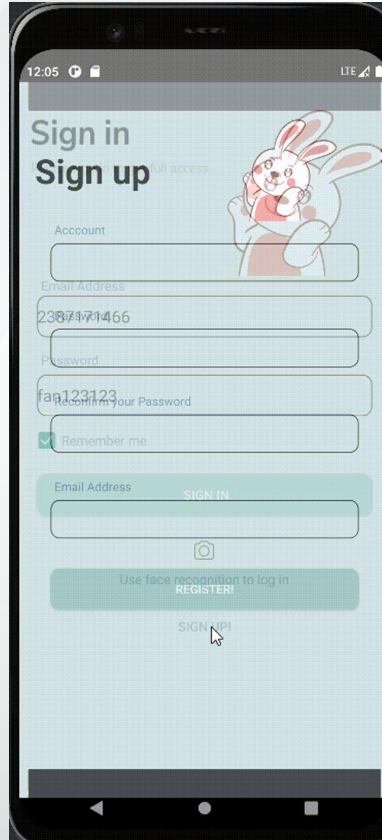 12:05
LTE
Sign in
full access
Sign up
Acccount
Email Address
Password
2387171466
Password
fan123123
Reconfirm your Password
Remember me
Email Address
SIGN IN
Use face recognition to log in
REGISTER!
SIGN UP!